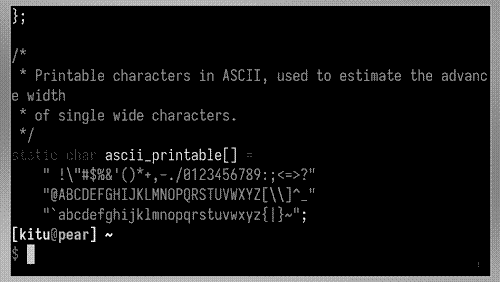 };
/*
 * Printable characters in ASCII, used to estimate the advanc
e width
 * of single wide characters.
 */
static char ascii_printable[] =
    " !\"#$%&'()*+,-./0123456789:;<=>?"
    "@ABCDEFGHIJKLMNOPQRSTUVWXYZ[\\]^_"
    "`abcdefghijklmnopqrstuvwxyz{|}~";
[kitu@pear] ~
$